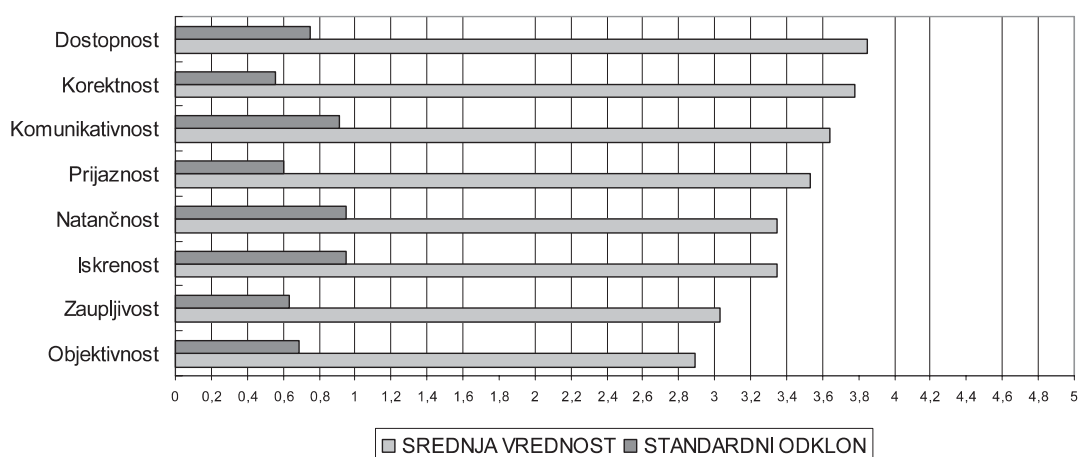 Dostopnost
Korektnost
Komunikativnost
Prijaznost
Natančnost
Iskrenost
Zaupljivost
Objektivnost
0 0,2 0,4 0,6 0,8 1 1,2 1,4 1,6 1,8 2 2,2 2,4 2,6 2,8 3 3,2 3,4 3,6 3,8 4 4,2 4,4 4,6 4,8 5
SREDNJA VREDNOST STANDARDNI ODKLON